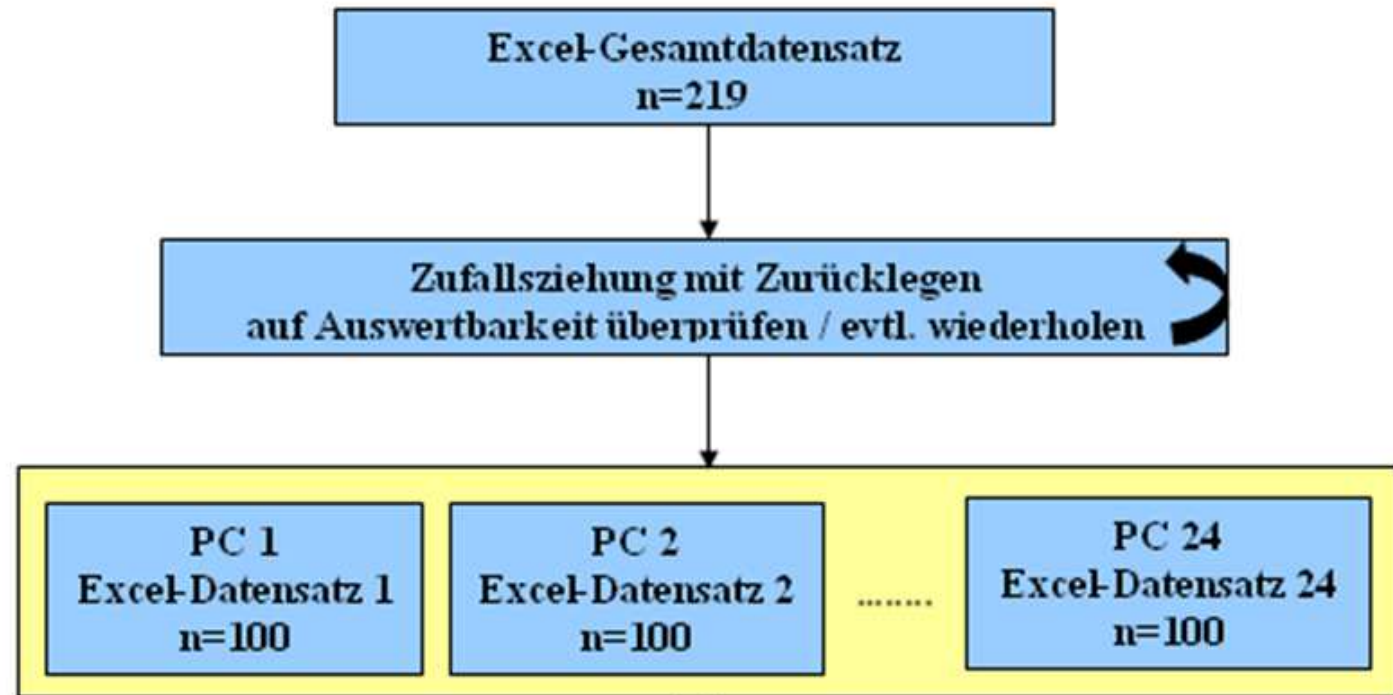 Excel-Gesamtdatensatz
n=219
Zufallsziehung mit Zurücklegen
auf Auswertbarkeit überprüfen / evtl. wiederholen
PC 1
Excel-Datensatz 1
n=100
PC 2
Excel-Datensatz 2
n=100
........
PC 24
Excel-Datensatz 24
n=100